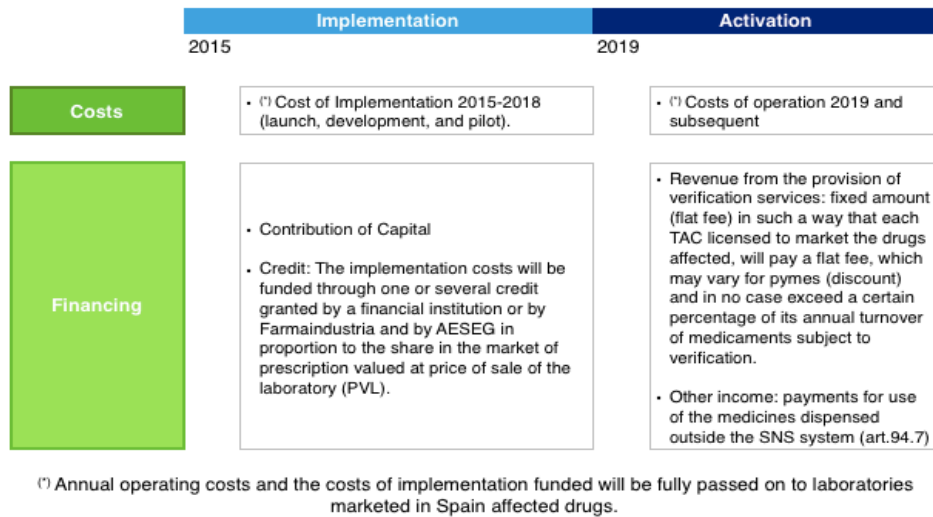 Implementation
Activation
2015
2019
Costs
• (*) Cost of Implementation 2015-2018
(launch, development, and pilot).
• (*) Costs of operation 2019 and
subsequent
Financing
• Contribution of Capital
• Credit: The implementation costs will be
funded through one or several credit
granted by a financial institution or by
Farmaindustria and by AESEG in
proportion to the share in the market of
prescription valued at price of sale of the
laboratory (PVL).
• Revenue from the provision of
verification services: fixed amount
(flat fee) in such a way that each
TAC licensed to market the drugs
affected, will pay a flat fee, which
may vary for pymes (discount)
and in no case exceed a certain
percentage of its annual turnover
of medicaments subject to
verification.
• Other income: payments for use
of the medicines dispensed
outside the SNS system (art.94.7)
(*) Annual operating costs and the costs of implementation funded will be fully passed on to laboratories
marketed in Spain affected drugs.